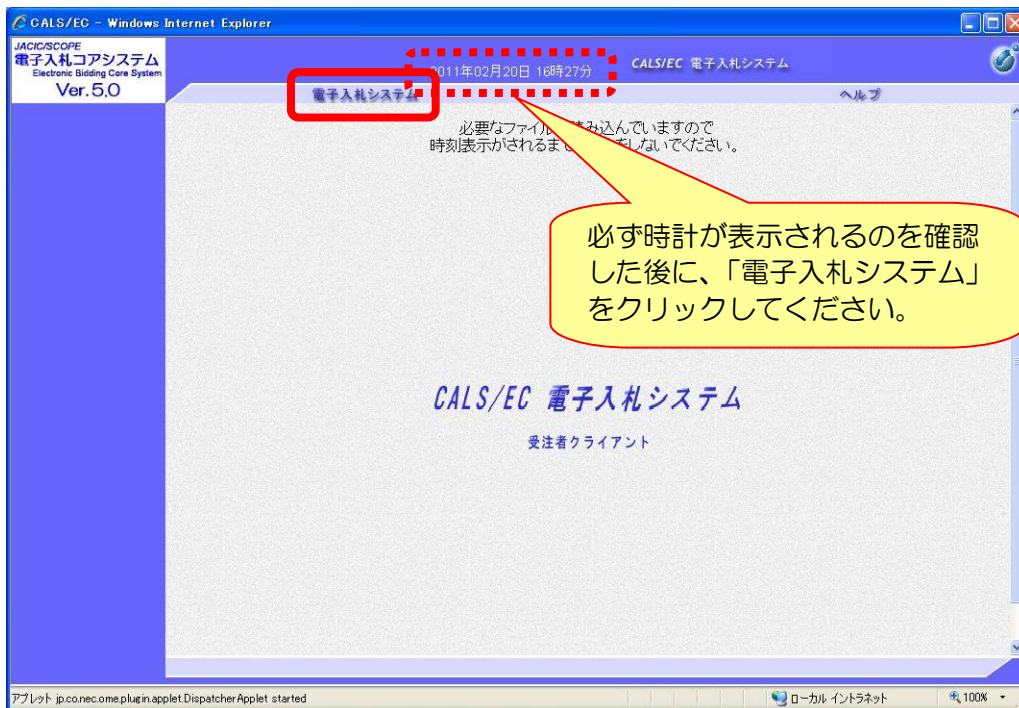 CALS/EC - Windows Internet Explorer
JACIC/SCOPE
電子入札コアシステム
Electronic Bidding Core System
Ver.5.0
2011年02月20日 16時27分
CALS/EC 電子入札システム
電子入札システム
ヘルプ
必要なファイル 読み込んでいますので
時刻表示がされるま をしないでください。
必ず時計が表示されるのを確認
した後に、「電子入札システム」
をクリックしてください。
CALS/EC 電子入札システム
受注者クライアント
アプレット jp.co.nec.ome.plugin.applet.DispatcherApplet started
ローカル イントラネット
100%